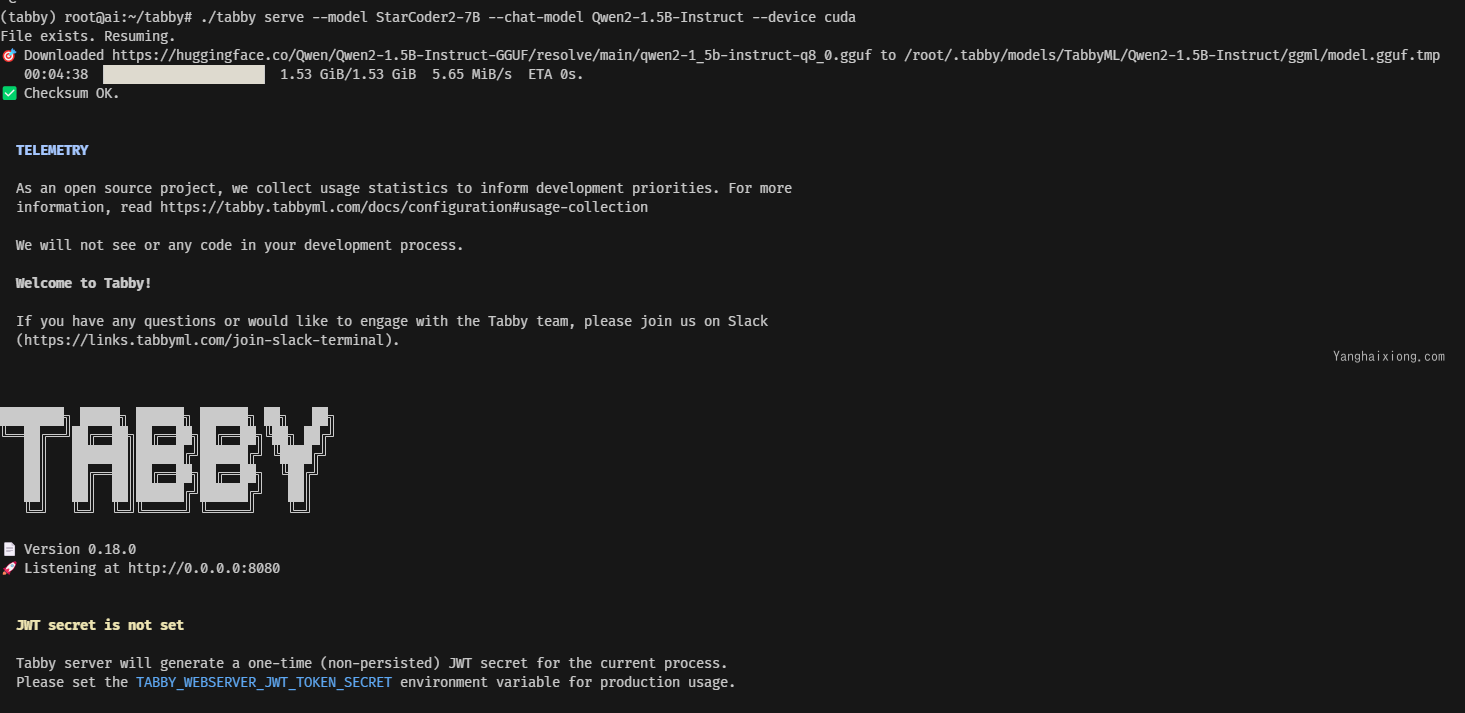 (tabby) root@ai:~/tabby# ./tabby serve --model StarCoder2-7B --chat-model Qwen2-1.5B-Instruct --device cuda
File exists. Resuming.
🎯 Downloaded https://huggingface.co/Qwen/Qwen2-1.5B-Instruct-GGUF/resolve/main/qwen2-1_5b-instruct-q8_0.gguf to /root/.tabby/models/TabbyML/Qwen2-1.5B-Instruct/ggml/model.gguf.tmp
00:04:38 1.53 GiB/1.53 GiB 5.65 MiB/s ETA 0s.
✅ Checksum OK.
TELEMETRY
As an open source project, we collect usage statistics to inform development priorities. For more
information, read https://tabby.tabbyml.com/docs/configuration#usage-collection
We will not see or any code in your development process.
Welcome to Tabby!
If you have any questions or would like to engage with the Tabby team, please join us on Slack
(https://links.tabbyml.com/join-slack-terminal).
Yanghaixiong.com
TABBY
📄 Version 0.18.0
🚀 Listening at http://0.0.0.0:8080
JWT secret is not set
Tabby server will generate a one-time (non-persisted) JWT secret for the current process.
Please set the TABBY_WEBSERVER_JWT_TOKEN_SECRET environment variable for production usage.